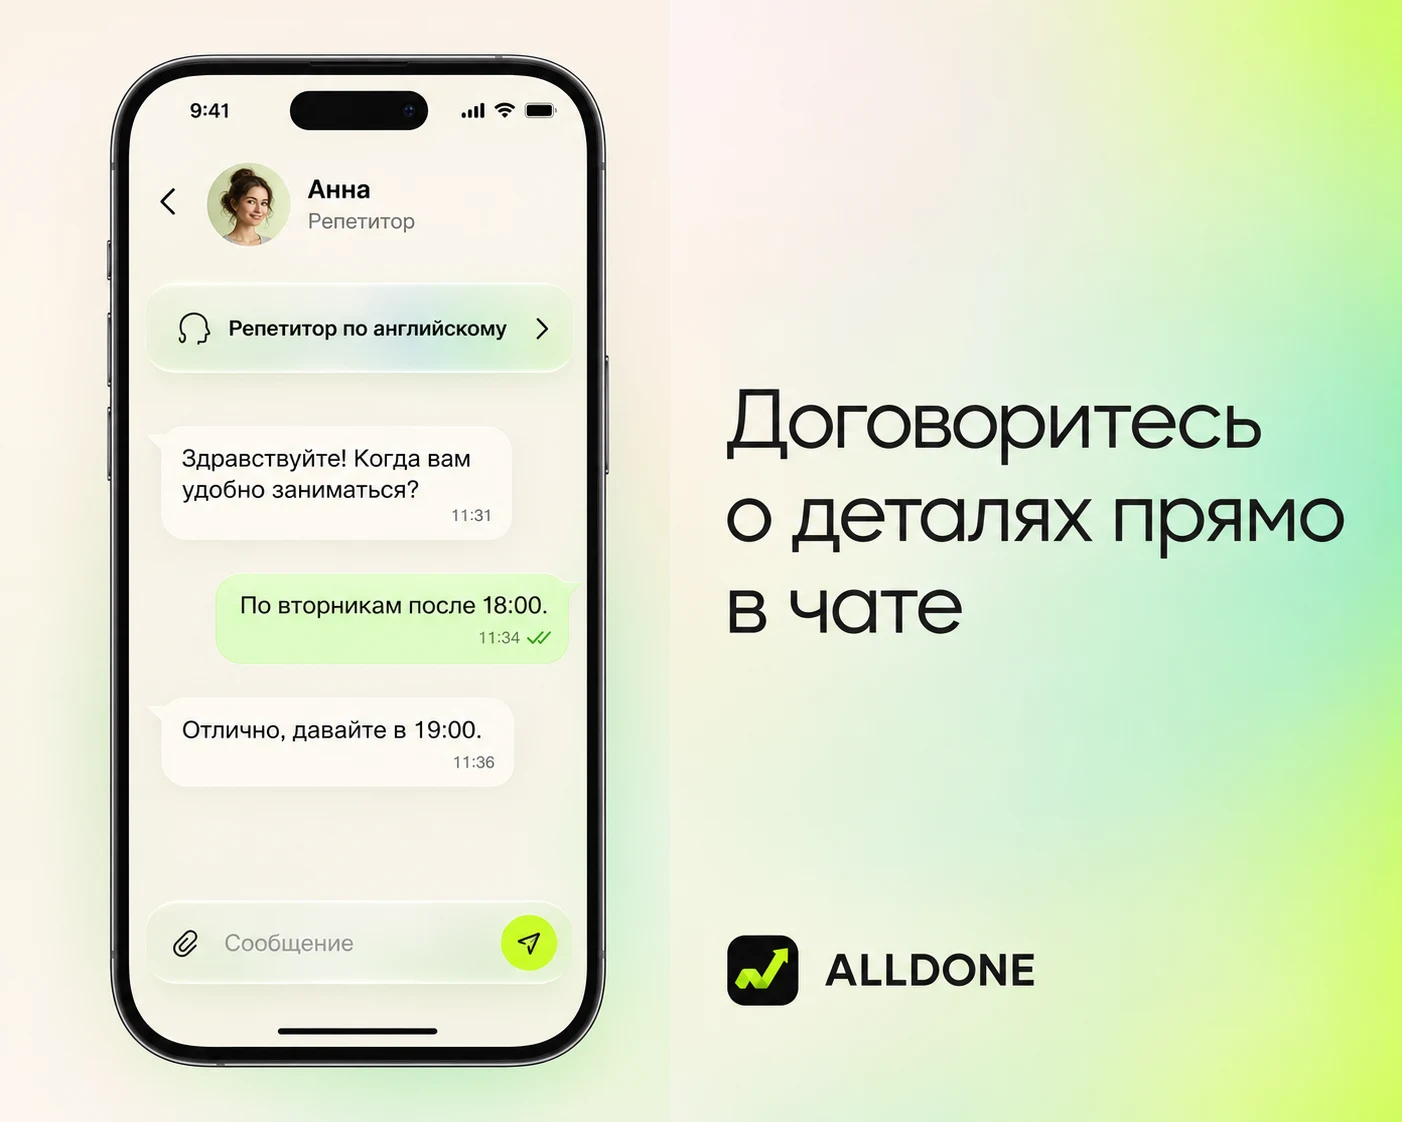 9:41
Анна
Репетитор
Репетитор по английскому
Здравствуйте! Когда вам
удобно заниматься?
11:31
По вторникам после 18:00.
11:34
Отлично, давайте в 19:00.
11:36
Сообщение
Договоритесь
о деталях прямо
в чате
ALLDONE